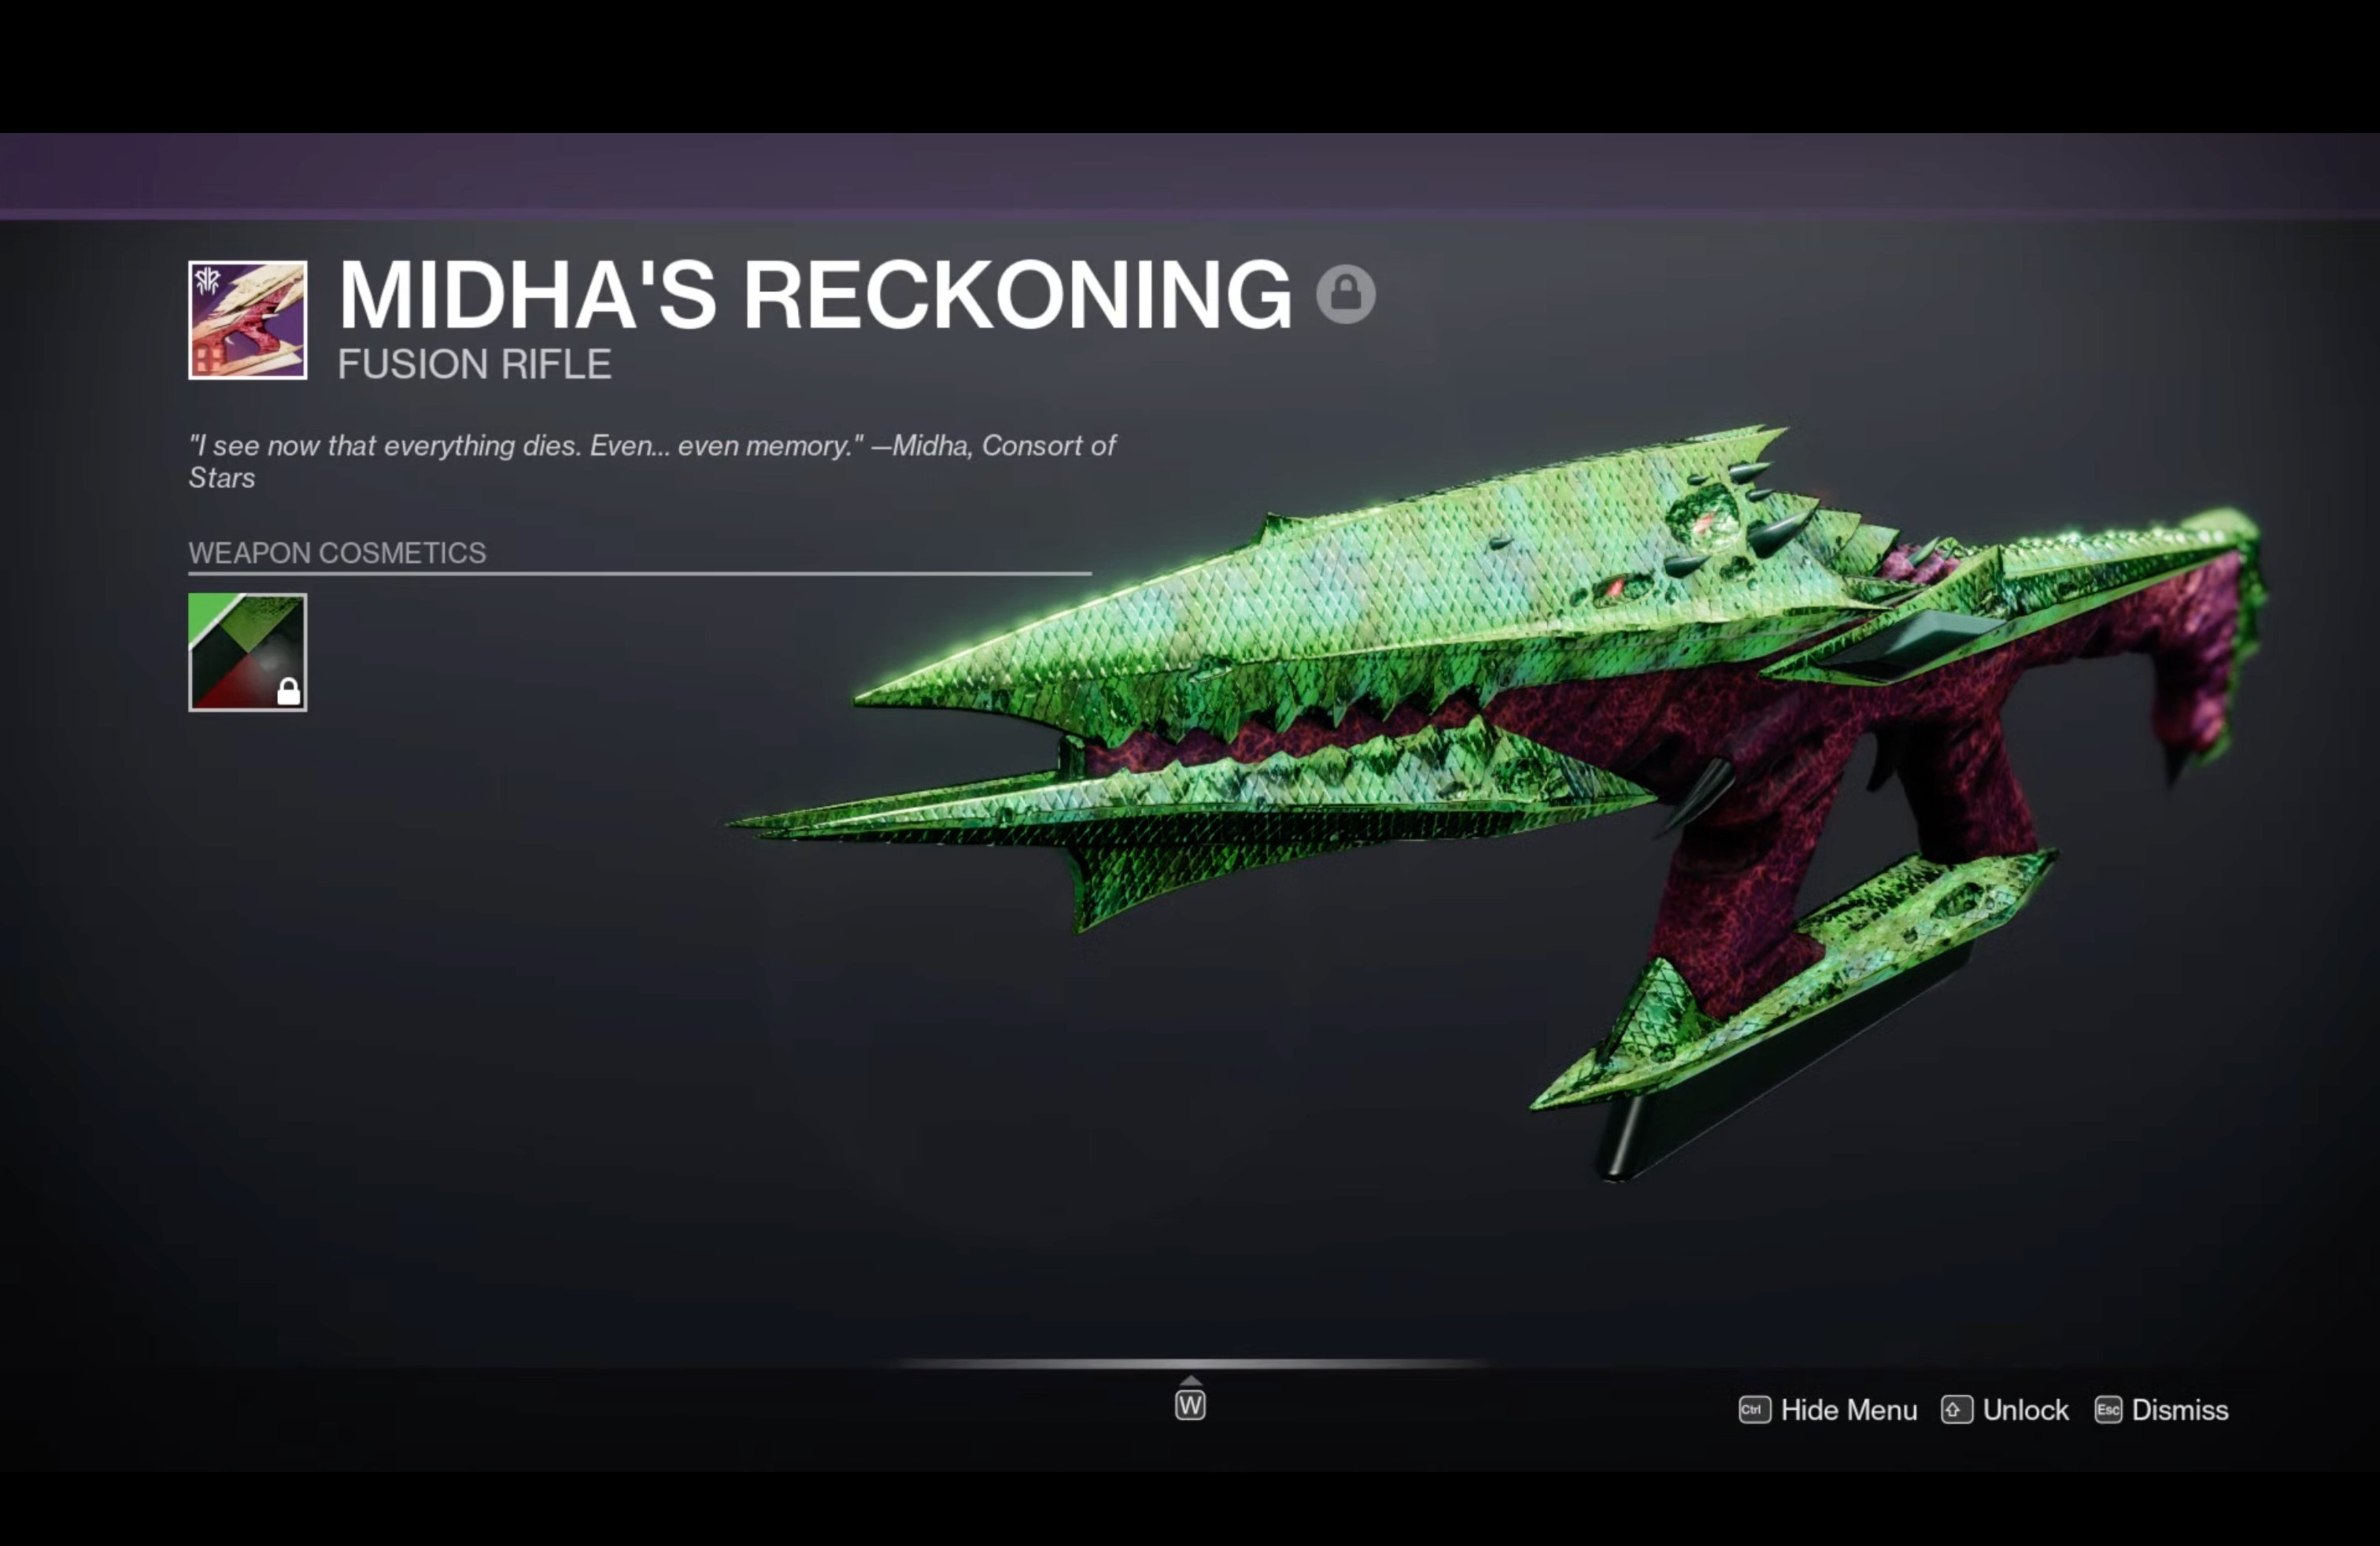 MIDHA'S RECKONING
FUSION RIFLE
"I see now that everything dies. Even... even memory." —Midha, Consort of
Stars
WEAPON COSMETICS
W
Ctrl Hide Menu Unlock Esc Dismiss